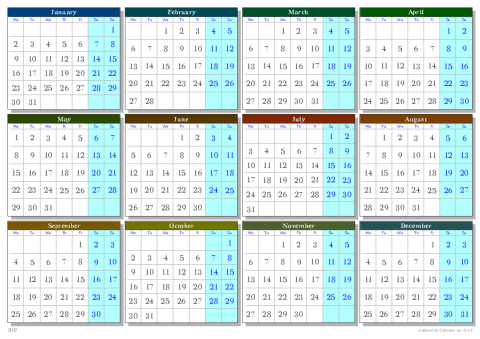 January
Mo Tu We Th Fr Sa Su
1
2 3 4 5 6 7 8
9 10 11 12 13 14 15
16 17 18 19 20 21 22
23 24 25 26 27 28 29
30 31
February
Mo Tu We Th Fr Sa Su
1 2 3 4 5
6 7 8 9 10 11 12
13 14 15 16 17 18 19
20 21 22 23 24 25 26
27 28
March
Mo Tu We Th Fr Sa Su
1 2 3 4 5
6 7 8 9 10 11 12
13 14 15 16 17 18 19
20 21 22 23 24 25 26
27 28 29 30 31
April
Mo Tu We Th Fr Sa Su
1 2
3 4 5 6 7 8 9
10 11 12 13 14 15 16
17 18 19 20 21 22 23
24 25 26 27 28 29 30
May
Mo Tu We Th Fr Sa Su
1 2 3 4 5 6 7
8 9 10 11 12 13 14
15 16 17 18 19 20 21
22 23 24 25 26 27 28
29 30 31
June
Mo Tu We Th Fr Sa Su
1 2 3 4
5 6 7 8 9 10 11
12 13 14 15 16 17 18
19 20 21 22 23 24 25
26 27 28 29 30
July
Mo Tu We Th Fr Sa Su
1 2
3 4 5 6 7 8 9
10 11 12 13 14 15 16
17 18 19 20 21 22 23
24 25 26 27 28 29 30
31
August
Mo Tu We Th Fr Sa Su
1 2 3 4 5 6
7 8 9 10 11 12 13
14 15 16 17 18 19 20
21 22 23 24 25 26 27
28 29 30 31
September
Mo Tu We Th Fr Sa Su
1 2 3
4 5 6 7 8 9 10
11 12 13 14 15 16 17
18 19 20 21 22 23 24
25 26 27 28 29 30
October
Mo Tu We Th Fr Sa Su
1
2 3 4 5 6 7 8
9 10 11 12 13 14 15
16 17 18 19 20 21 22
23 24 25 26 27 28 29
30 31
November
Mo Tu We Th Fr Sa Su
1 2 3 4 5
6 7 8 9 10 11 12
13 14 15 16 17 18 19
20 21 22 23 24 25 26
27 28 29 30
December
Mo Tu We Th Fr Sa Su
1 2 3
4 5 6 7 8 9 10
11 12 13 14 15 16 17
18 19 20 21 22 23 24
25 26 27 28 29 30 31
2017